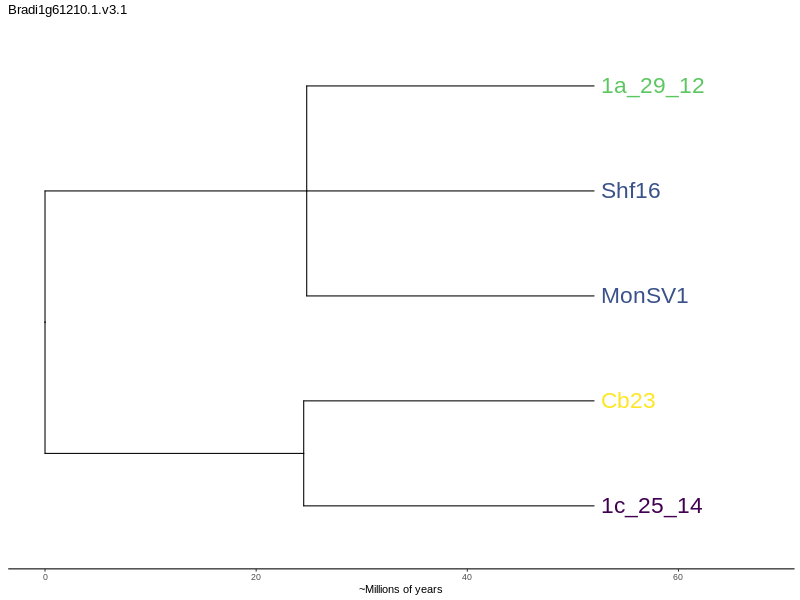 Bradi1g61210.1.v3.1
1a_29_12
Shf16
MonSV1
Cb23
1c_25_14
0 20 40 60
~Millions of years